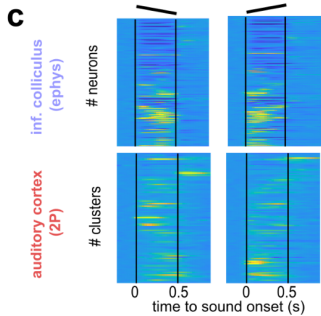 c
inf. colliculus
(ephys)
# neurons
auditory cortex
(2P)
# clusters
0 0.5 0 0.5
time to sound onset (s)